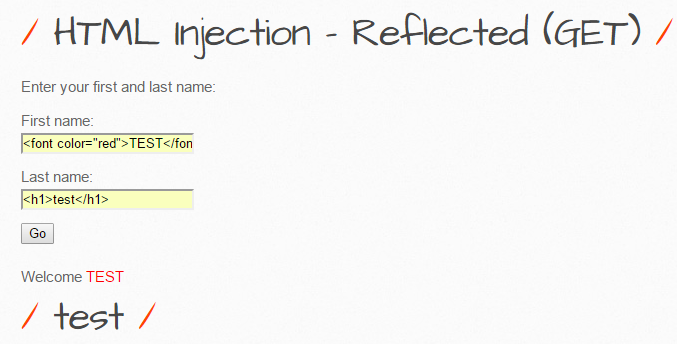 / HTML Injection - Reflected (GET) /
Enter your first and last name:
First name:
<font color="red">TEST</fon
Last name:
<h1>test</h1>
Go
Welcome TEST
/ test /